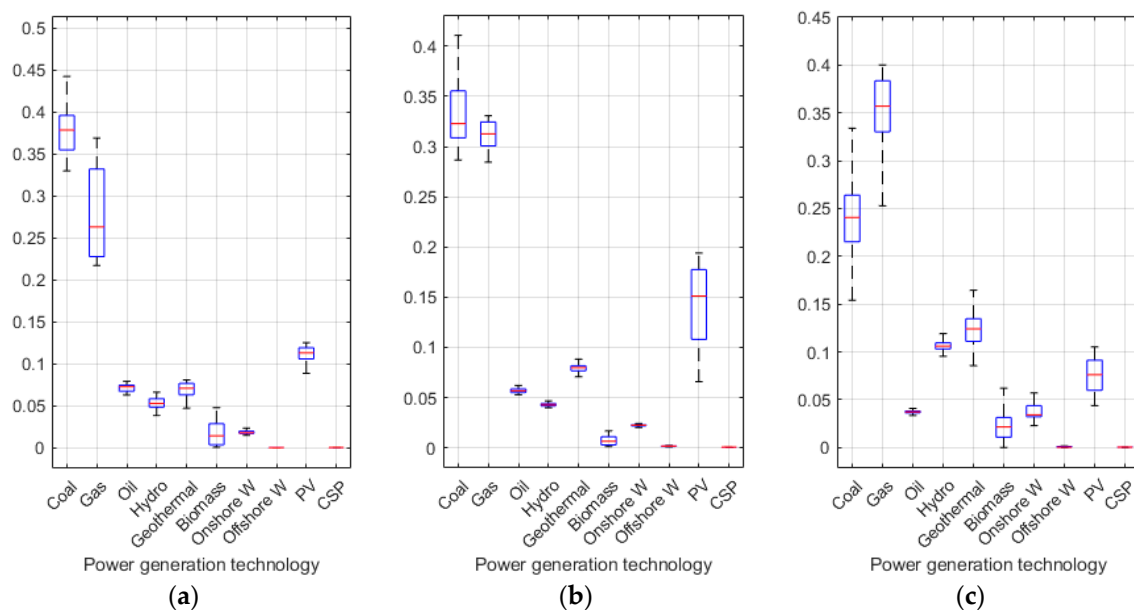 0.5
0.45
0.4
0.35
0.3
0.25
0.2
0.15
0.1
0.05
0
Coal
Gas
Oil
Hydro
Geothermal
Biomass
Onshore W
Offshore W
PV
CSP
Power generation technology
(a)
0.4
0.35
0.3
0.25
0.2
0.15
0.1
0.05
0
Coal
Gas
Oil
Hydro
Geothermal
Biomass
Onshore W
Offshore W
PV
CSP
Power generation technology
(b)
0.45
0.4
0.35
0.3
0.25
0.2
0.15
0.1
0.05
0
Coal
Gas
Oil
Hydro
Geothermal
Biomass
Onshore W
Offshore W
PV
CSP
Power generation technology
(c)